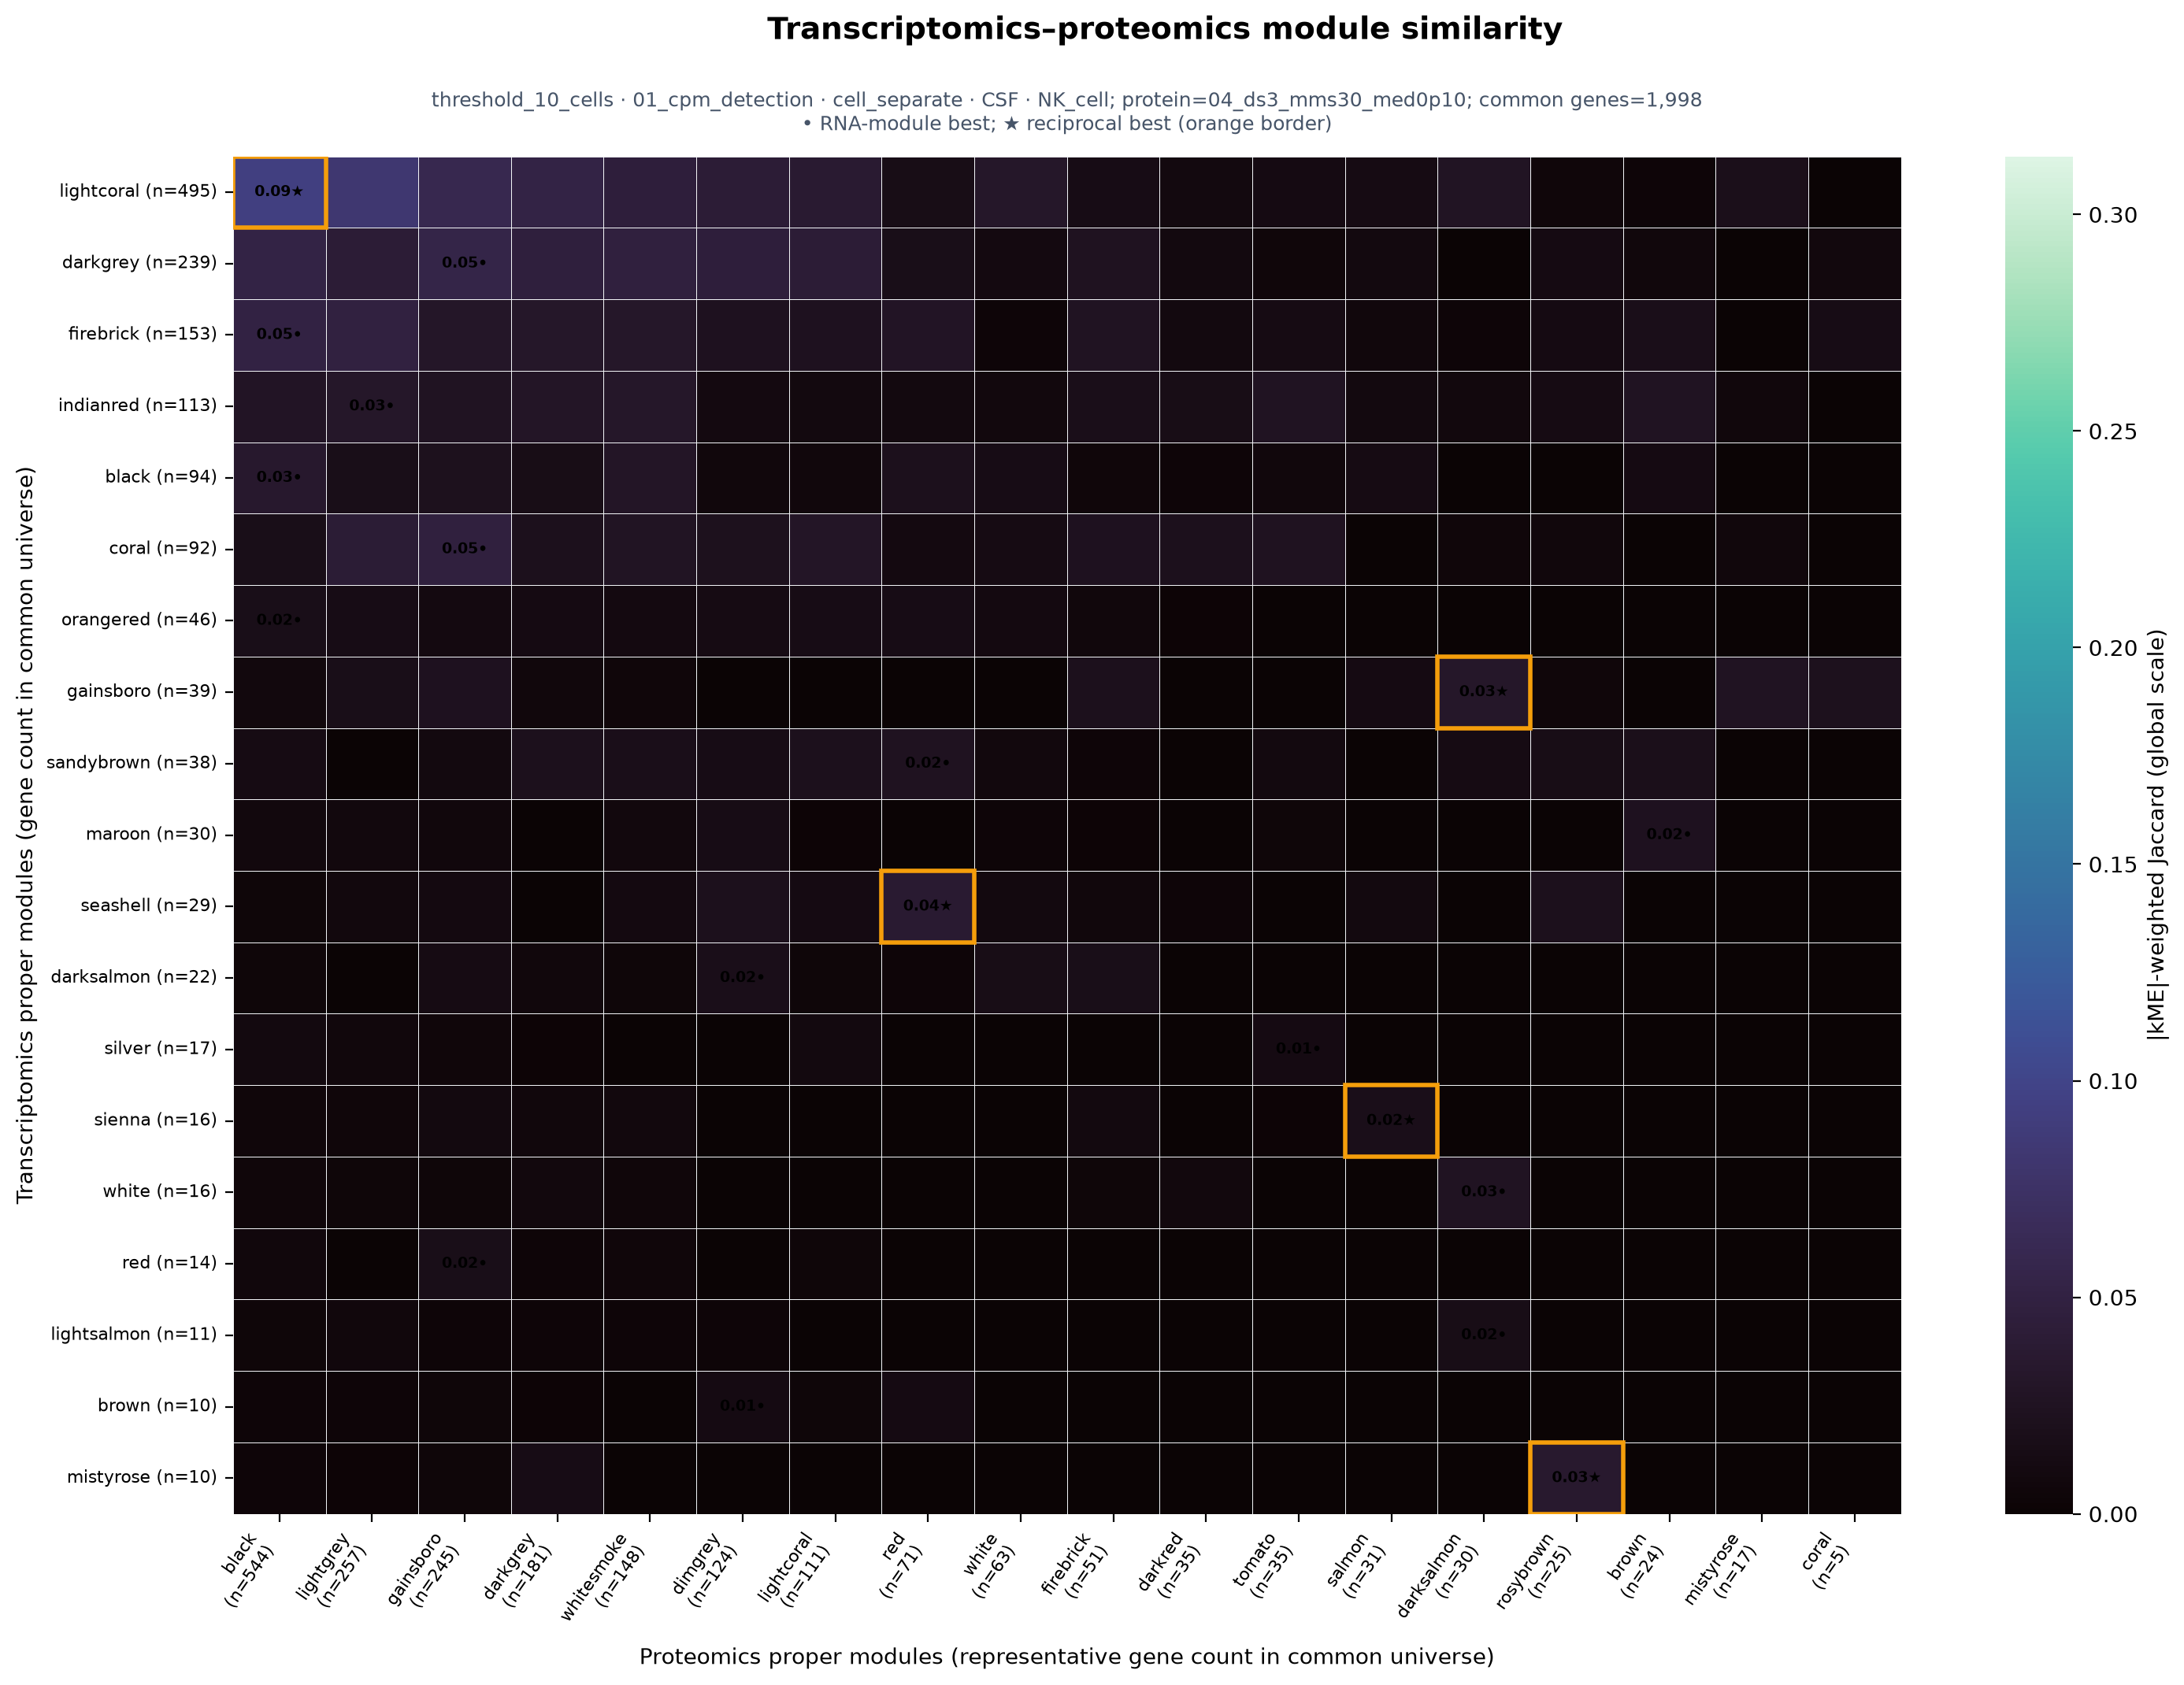 Transcriptomics–proteomics module similarity
threshold_10_cells · 01_cpm_detection · cell_separate · CSF · NK_cell; protein=04_ds3_mms30_med0p10; common genes=1,998
• RNA-module best; ★ reciprocal best (orange border)
Transcriptomics proper modules (gene count in common universe)
lightcoral (n=495)
0.09★
darkgrey (n=239)
0.05•
firebrick (n=153)
0.05•
indianred (n=113)
0.03•
black (n=94)
0.03•
coral (n=92)
0.05•
orangered (n=46)
0.02•
gainsboro (n=39)
0.03★
sandybrown (n=38)
0.02•
maroon (n=30)
0.02•
seashell (n=29)
0.04★
darksalmon (n=22)
0.02•
silver (n=17)
0.01•
sienna (n=16)
0.02★
white (n=16)
0.03•
red (n=14)
0.02•
lightsalmon (n=11)
0.02•
brown (n=10)
0.01•
mistyrose (n=10)
0.03★
black
(n=544)
lightgrey
(n=257)
gainsboro
(n=245)
darkgrey
(n=181)
whitesmoke
(n=148)
dimgrey
(n=124)
lightcoral
(n=111)
red
(n=71)
white
(n=63)
firebrick
(n=51)
darkred
(n=35)
tomato
(n=35)
salmon
(n=31)
darksalmon
(n=30)
rosybrown
(n=25)
brown
(n=24)
mistyrose
(n=17)
coral
(n=5)
Proteomics proper modules (representative gene count in common universe)
0.30
0.25
0.20
0.15
0.10
0.05
0.00
|kME|-weighted Jaccard (global scale)